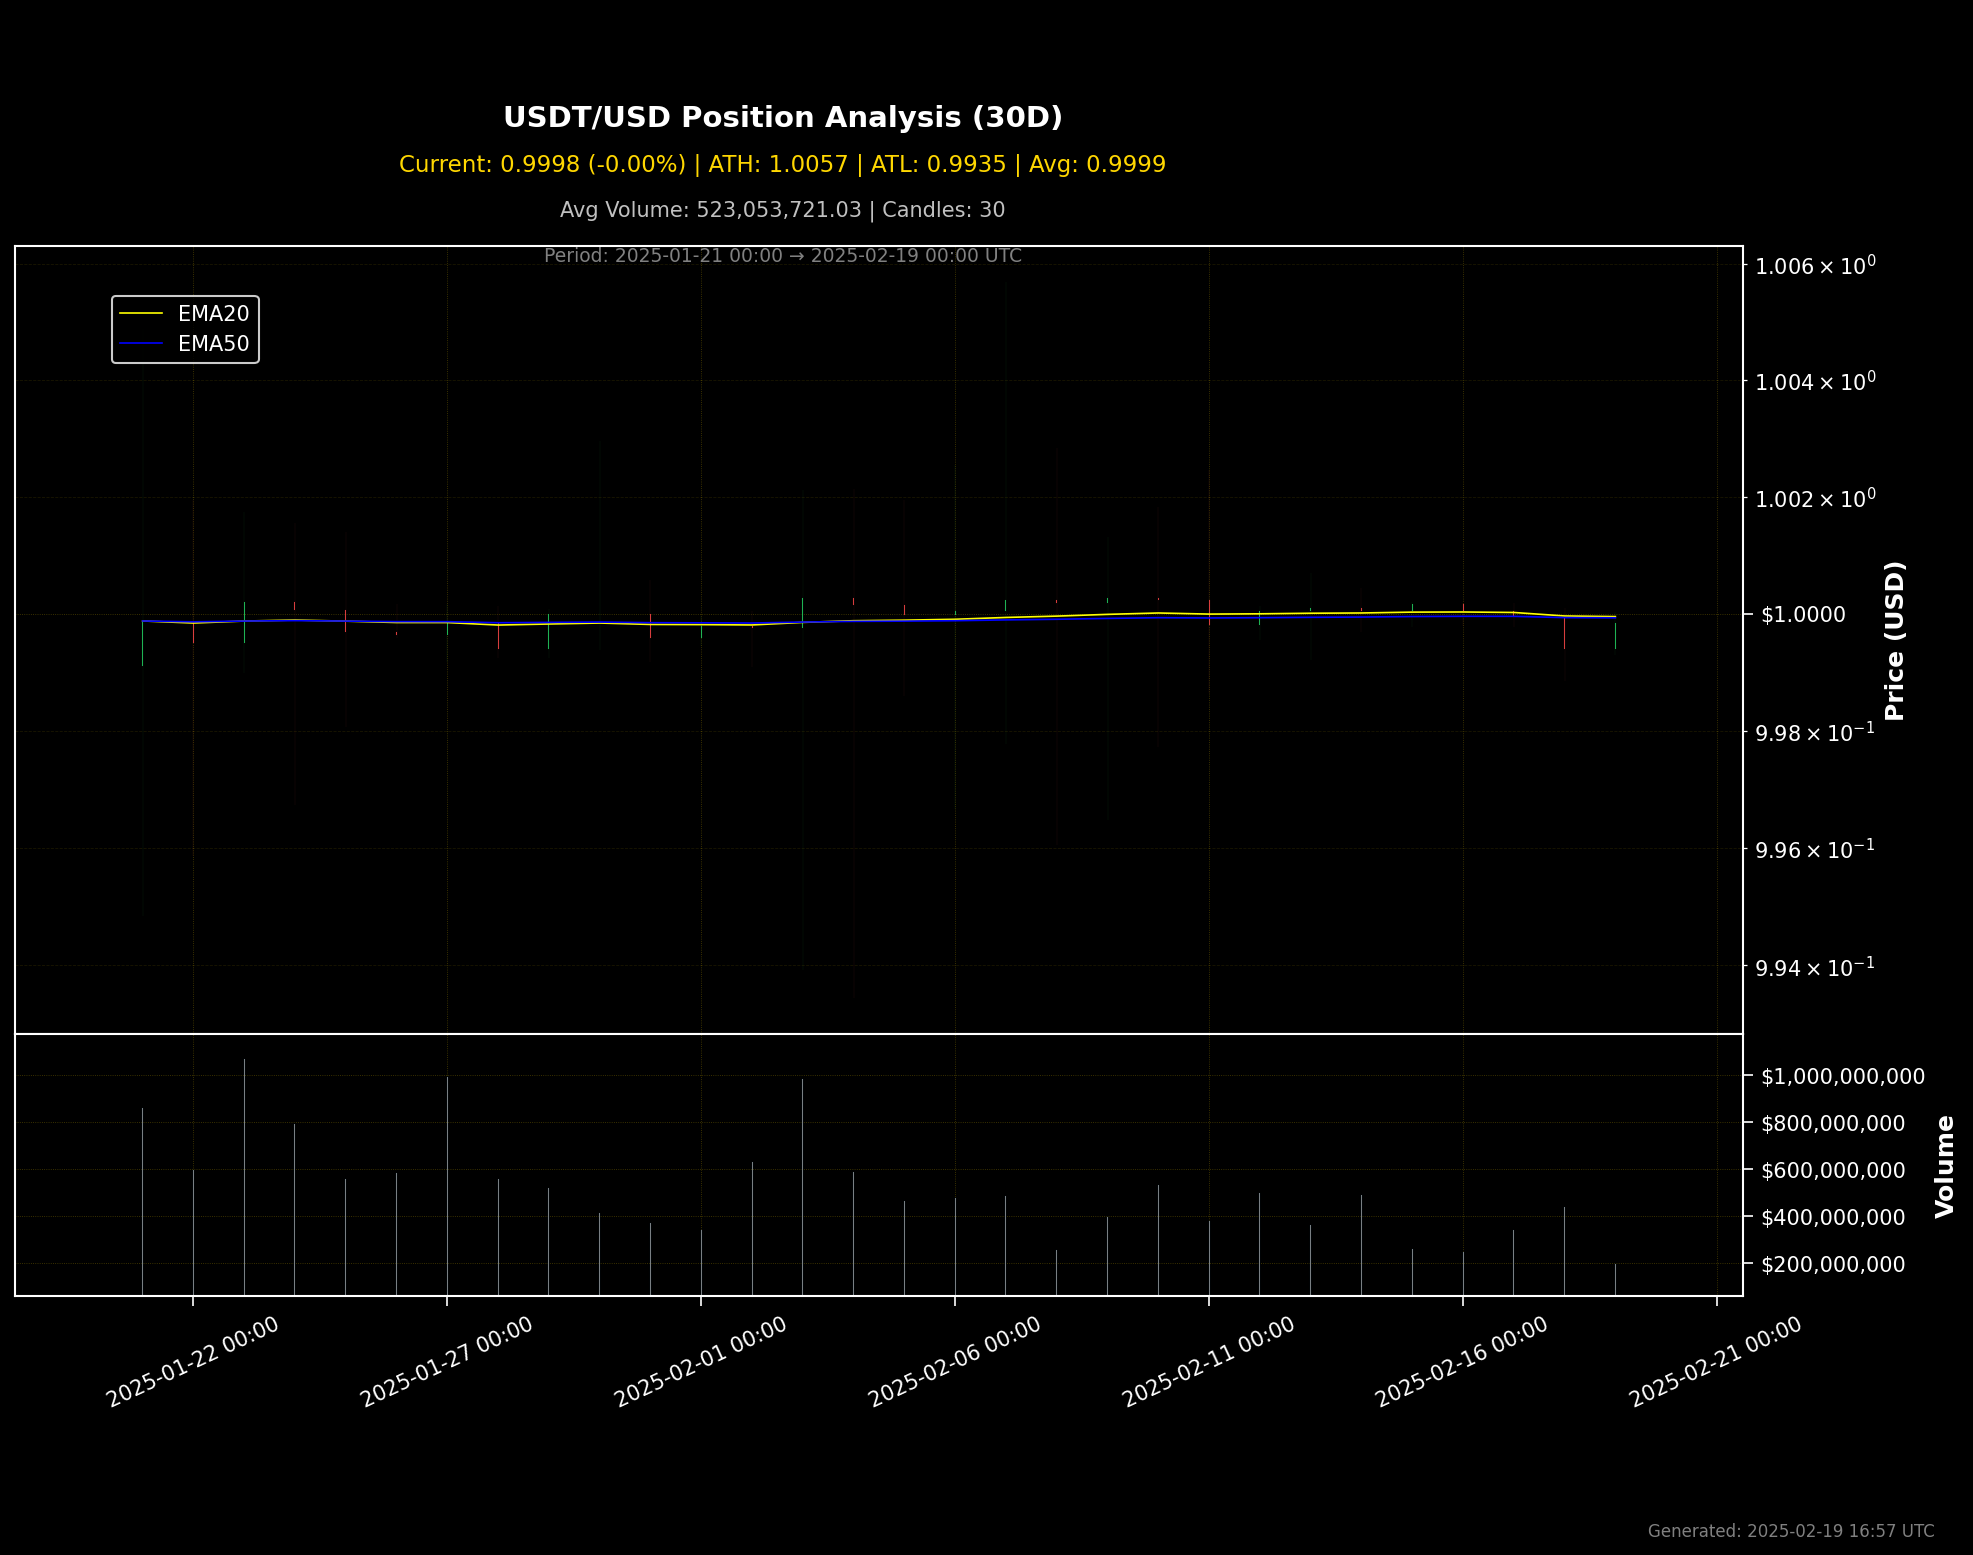 USDT/USD Position Analysis (30D)
Current: 0.9998 (-0.00%) | ATH: 1.0057 | ATL: 0.9935 | Avg: 0.9999
Avg Volume: 523,053,721.03 | Candles: 30
Period: 2025-01-21 00:00 → 2025-02-19 00:00 UTC
EMA20
EMA50
1.006 × 10⁰
1.004 × 10⁰
1.002 × 10⁰
$1.0000
9.98 × 10⁻¹
9.96 × 10⁻¹
9.94 × 10⁻¹
Price (USD)
$1,000,000,000
$800,000,000
$600,000,000
$400,000,000
$200,000,000
Volume
2025-01-22 00:00
2025-01-27 00:00
2025-02-01 00:00
2025-02-06 00:00
2025-02-11 00:00
2025-02-16 00:00
2025-02-21 00:00
Generated: 2025-02-19 16:57 UTC